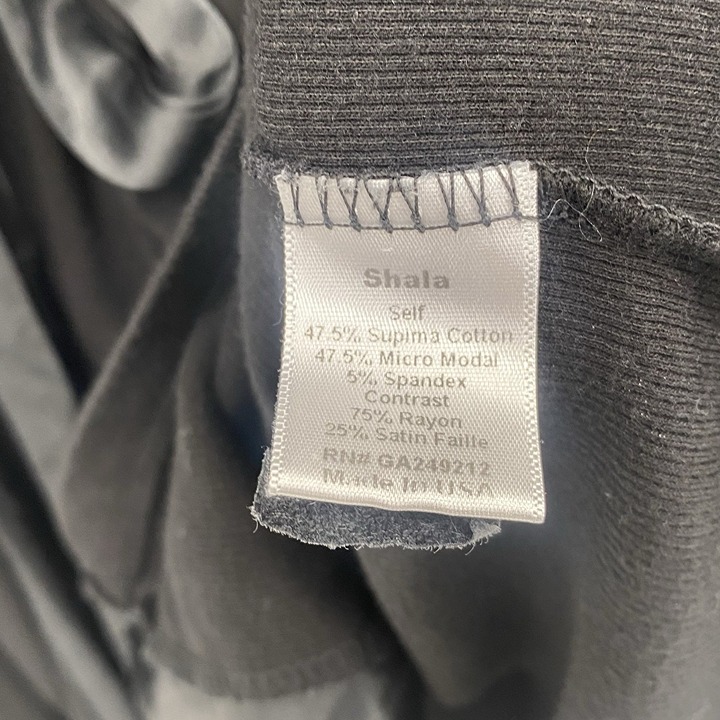 Shala
Self
47.5% Supima Cotton
47.5% Micro Modal
5% Spandex
Contrast
75% Rayon
25% Satin Faille
RN# GA249212
Made In USA